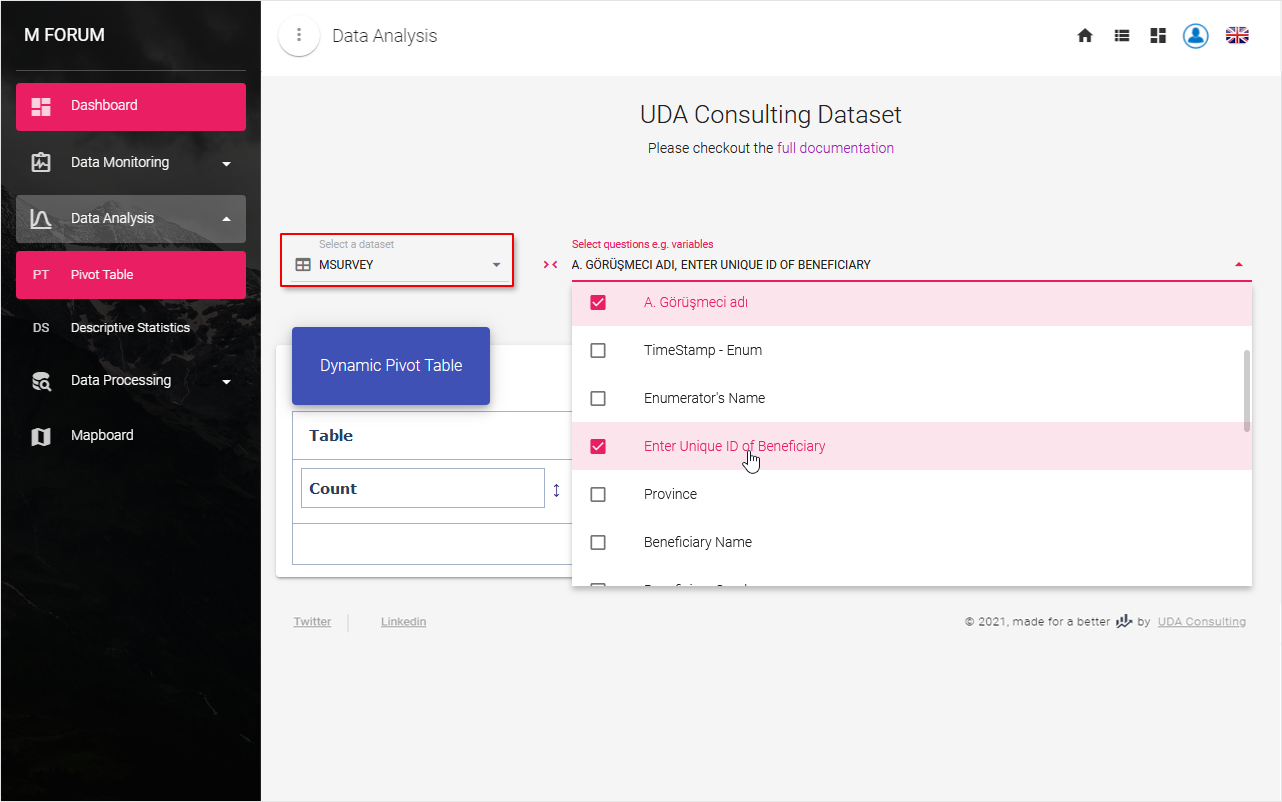 M FORUM
Dashboard
Data Monitoring
Data Analysis
PT Pivot Table
DS Descriptive Statistics
Data Processing
Mapboard
Data Analysis
UDA Consulting Dataset
Please checkout the full documentation
Select a dataset
MSURVEY
Select questions e.g. variables
A. GÖRÜŞMECI ADI, ENTER UNIQUE ID OF BENEFICIARY
A. Görüşmeci adı
TimeStamp - Enum
Enumerator's Name
Enter Unique ID of Beneficiary
Province
Beneficiary Name
Dynamic Pivot Table
Table
Count
Twitter
Linkedin
© 2021, made for a better by UDA Consulting